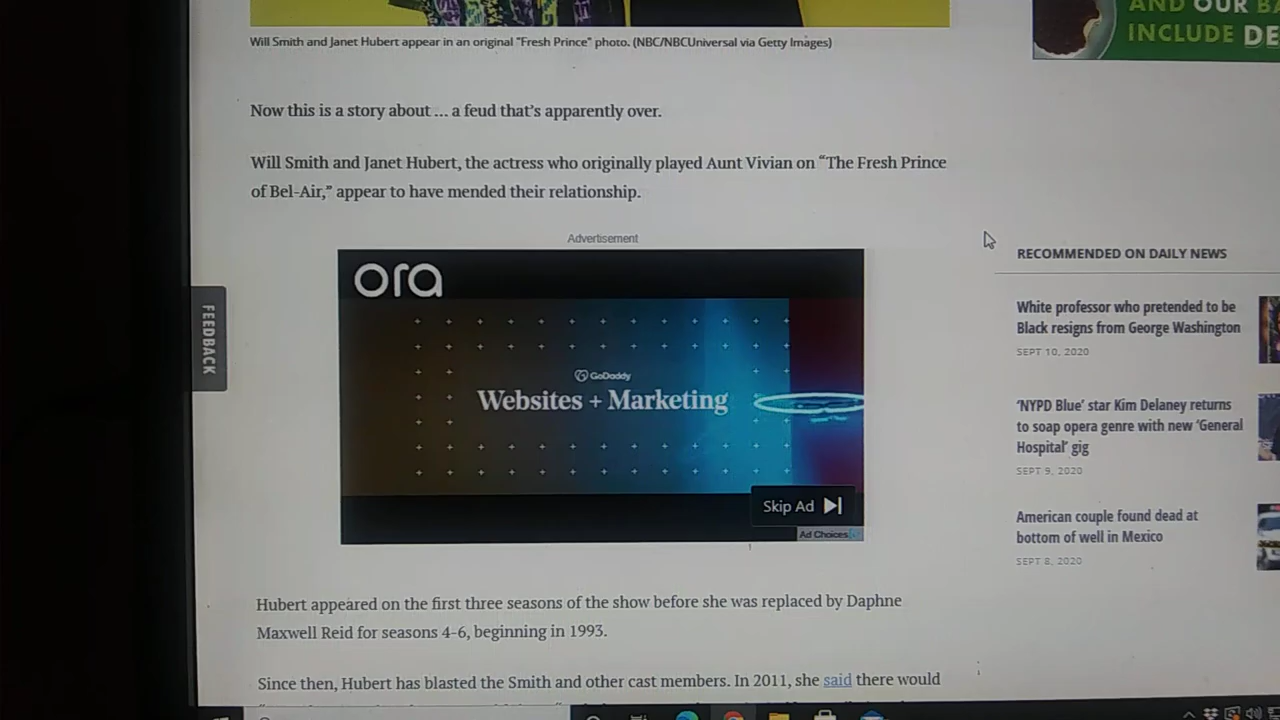 AND OUR
INCLUDE DE
Will Smith and Janet Hubert appear in an original "Fresh Prince" photo. (NBC/NBCUniversal via Getty Images)
Now this is a story about ... a feud that's apparently over.
Will Smith and Janet Hubert, the actress who originally played Aunt Vivian on “The Fresh Prince
of Bel-Air,” appear to have mended their relationship.
Advertisement
ora
GoDaddy
Websites + Marketing
Skip Ad
Ad Choices
FEEDBACK
Hubert appeared on the first three seasons of the show before she was replaced by Daphne
Maxwell Reid for seasons 4-6, beginning in 1993.
Since then, Hubert has blasted the Smith and other cast members. In 2011, she said there would
RECOMMENDED ON DAILY NEWS
White professor who pretended to be
Black resigns from George Washington
SEPT 10, 2020
‘NYPD Blue’ star Kim Delaney returns
to soap opera genre with new ‘General
Hospital’ gig
SEPT 9, 2020
American couple found dead at
bottom of well in Mexico
SEPT 8, 2020